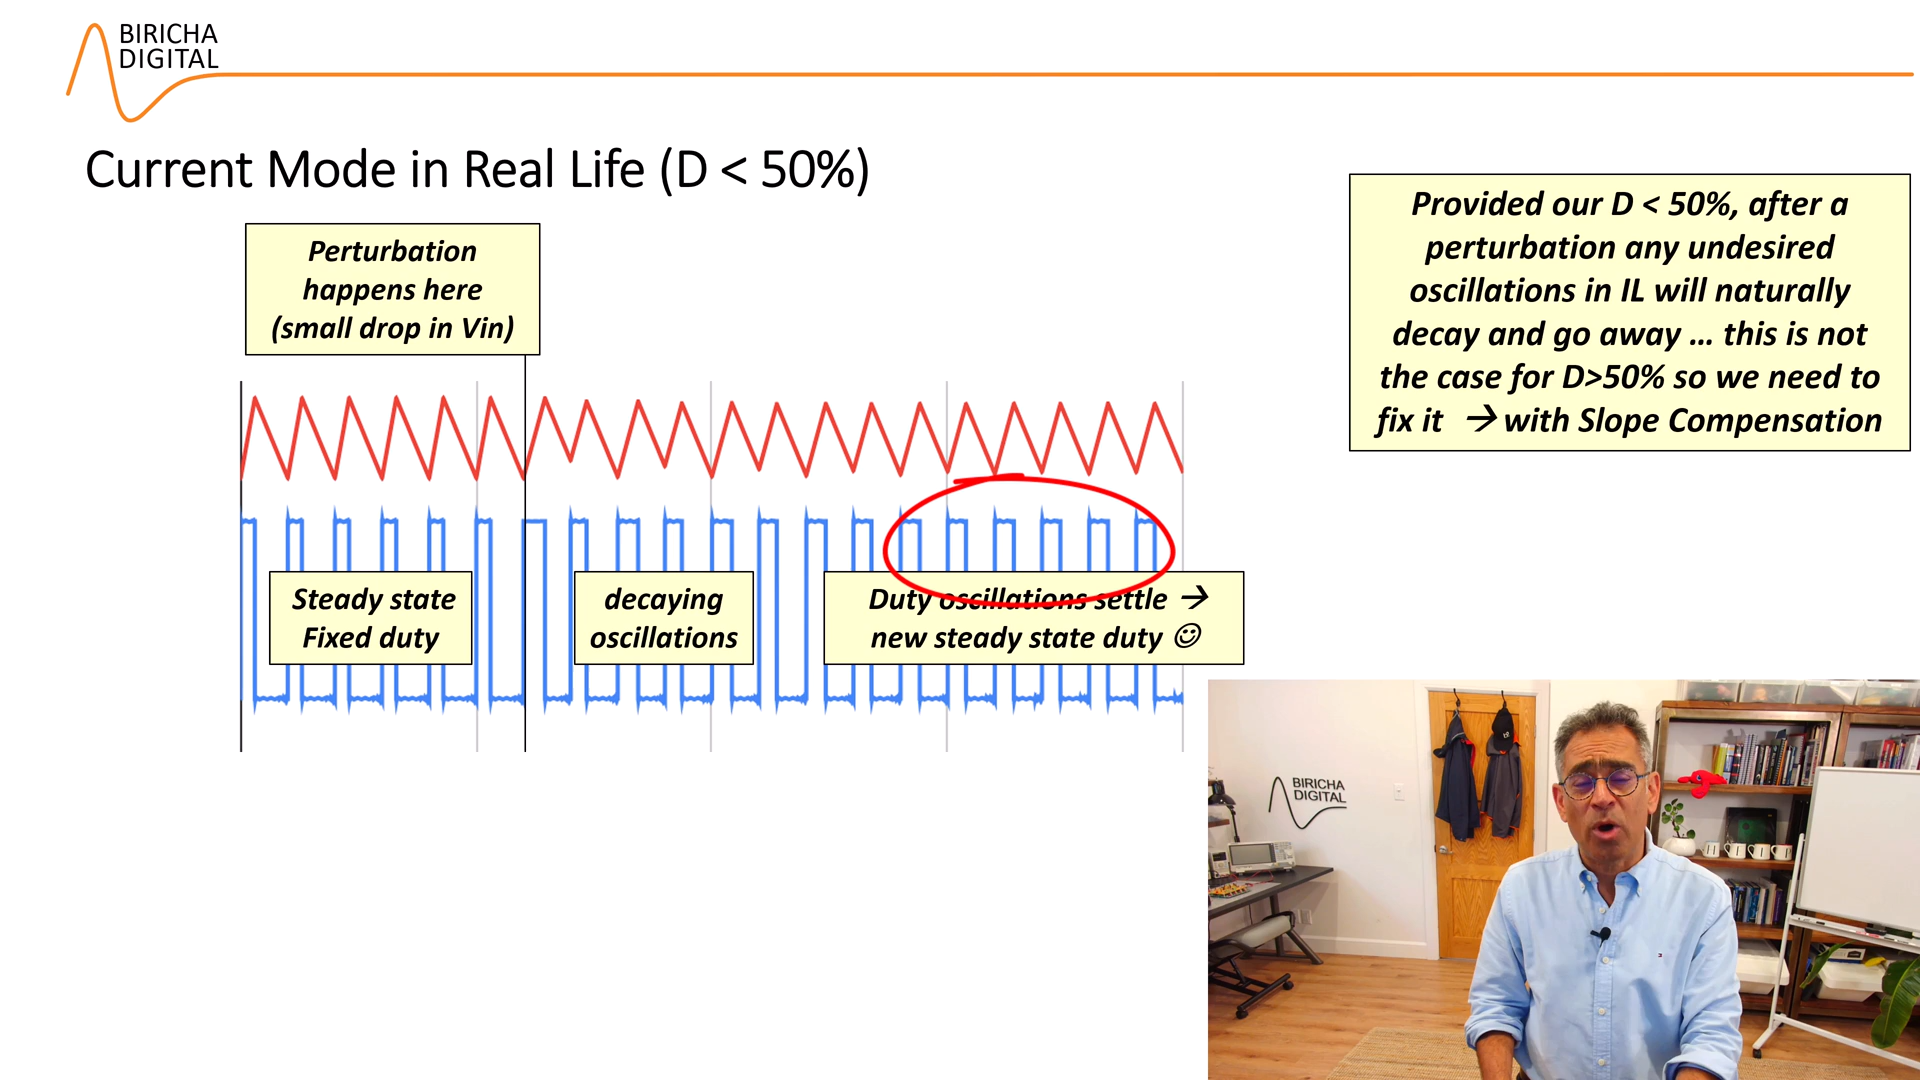 BIRICHA
DIGITAL
Current Mode in Real Life (D < 50%)
Perturbation
happens here
(small drop in Vin)
Provided our D < 50%, after a
perturbation any undesired
oscillations in IL will naturally
decay and go away ... this is not
the case for D>50% so we need to
fix it → with Slope Compensation
Steady state
Fixed duty
decaying
oscillations
Duty oscillations settle →
new steady state duty ☺
BIRICHA
DIGITAL